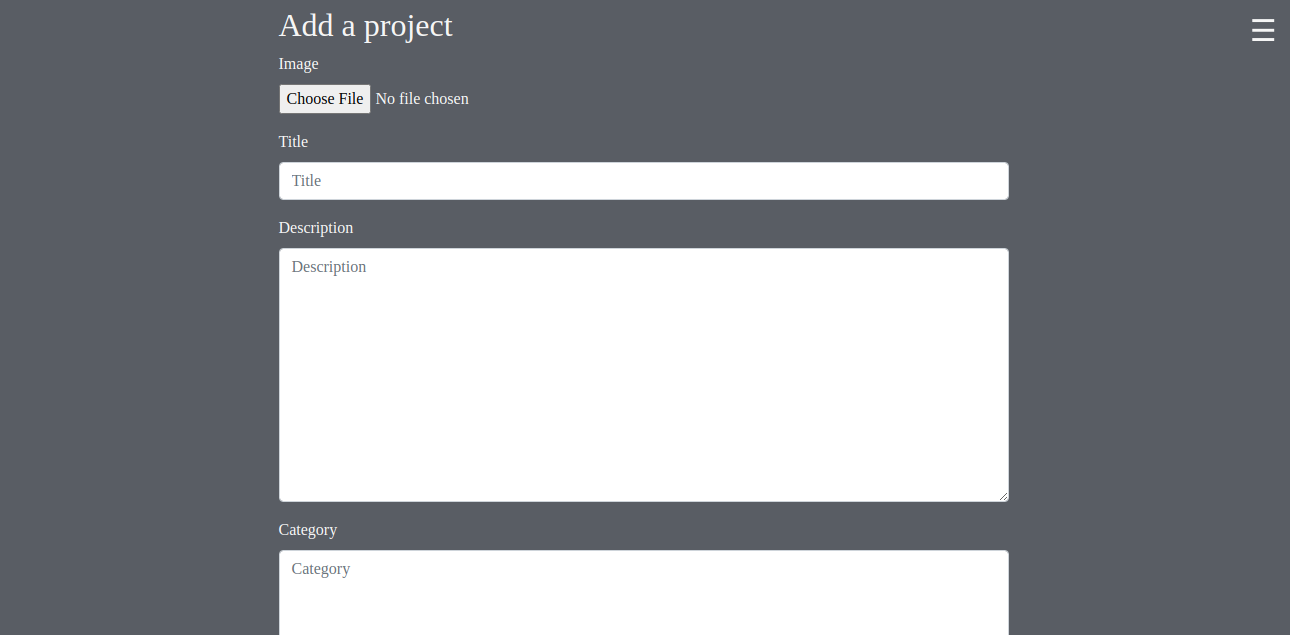 Add a project
Image
Choose File No file chosen
Title
Title
Description
Description
Category
Category